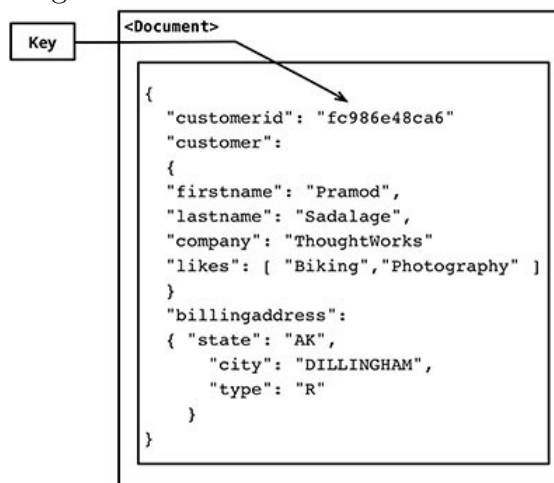 <Document>
Key
{
"customerid": "fc986e48ca6"
"customer":
{
"firstname": "Pramod",
"lastname": "Sadalage",
"company": "ThoughtWorks"
"likes": [ "Biking","Photography" ]
}
"billingaddress":
{ "state": "AK",
"city": "DILLINGHAM",
"type": "R"
}
}